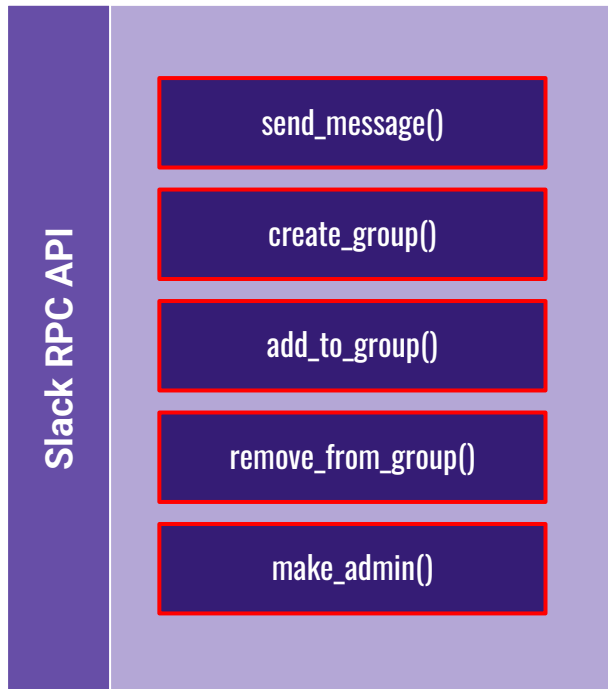 Slack RPC API
send_message()
create_group()
add_to_group()
remove_from_group()
make_admin()